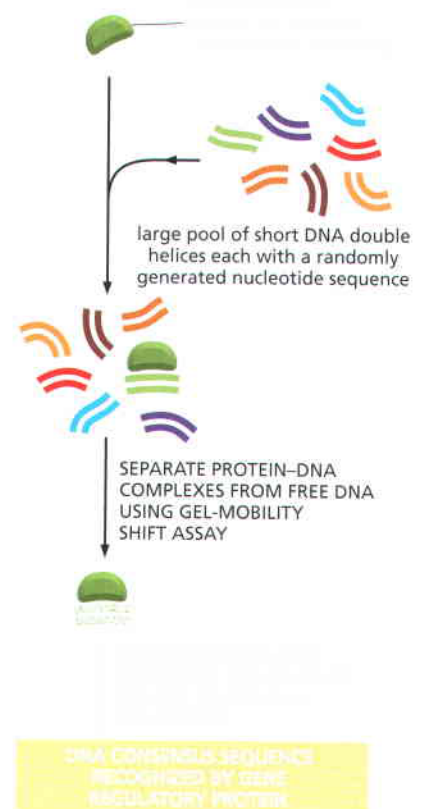 large pool of short DNA double
helices each with a randomly
generated nucleotide sequence
SEPARATE PROTEIN–DNA
COMPLEXES FROM FREE DNA
USING GEL-MOBILITY
SHIFT ASSAY
DNA CONSENSUS SEQUENCE
RECOGNIZED BY GENE
REGULATORY PROTEIN